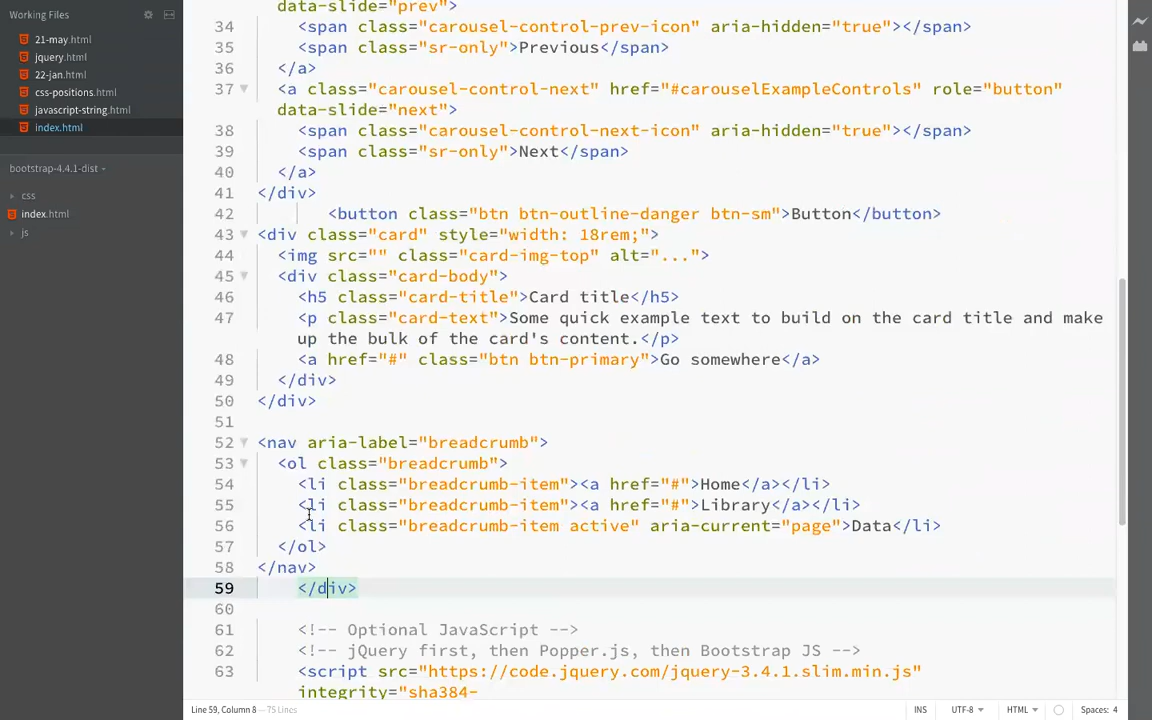 Working Files
21-may.html
jquery.html
22-jan.html
css-positions.html
javascript-string.html
index.html
bootstrap-4.4.1-dist
css
index.html
js
data-slide="prev">
34 <span class="carousel-control-prev-icon" aria-hidden="true"></span>
35 <span class="sr-only">Previous</span>
36 </a>
37 <a class="carousel-control-next" href="#carouselExampleControls" role="button"
data-slide="next">
38 <span class="carousel-control-next-icon" aria-hidden="true"></span>
39 <span class="sr-only">Next</span>
40 </a>
41 </div>
42 <button class="btn btn-outline-danger btn-sm">Button</button>
43 <div class="card" style="width: 18rem;">
44 <img src="" class="card-img-top" alt="...">
45 <div class="card-body">
46 <h5 class="card-title">Card title</h5>
47 <p class="card-text">Some quick example text to build on the card title and make
up the bulk of the card's content.</p>
48 <a href="#" class="btn btn-primary">Go somewhere</a>
49 </div>
50 </div>
51
52 <nav aria-label="breadcrumb">
53 <ol class="breadcrumb">
54 <li class="breadcrumb-item"><a href="#">Home</a></li>
55 <li class="breadcrumb-item"><a href="#">Library</a></li>
56 <li class="breadcrumb-item active" aria-current="page">Data</li>
57 </ol>
58 </nav>
59 </div>
60
61 <!-- Optional JavaScript -->
62 <!-- jQuery first, then Popper.js, then Bootstrap JS -->
63 <script src="https://code.jquery.com/jquery-3.4.1.slim.min.js"
integrity="sha384-
Line 59, Column 8 — 75 Lines
INS
UTF-8
HTML
Spaces: 4